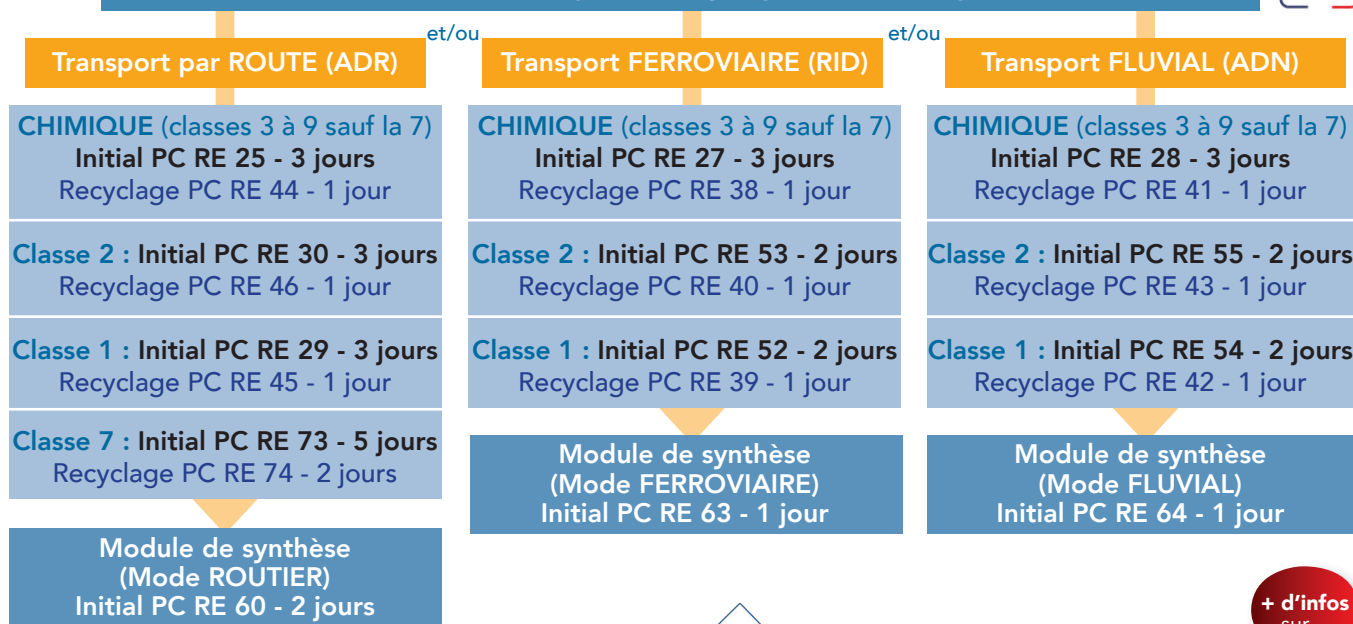 et/ou
et/ou
Transport par ROUTE (ADR)
CHIMIQUE (classes 3 à 9 sauf la 7)
Initial PC RE 25 - 3 jours
Recyclage PC RE 44 - 1 jour
Classe 2 : Initial PC RE 30 - 3 jours
Recyclage PC RE 46 - 1 jour
Classe 1 : Initial PC RE 29 - 3 jours
Recyclage PC RE 45 - 1 jour
Classe 7 : Initial PC RE 73 - 5 jours
Recyclage PC RE 74 - 2 jours
Module de synthèse
(Mode ROUTIER)
Initial PC RE 60 - 2 jours
Transport FERROVIAIRE (RID)
CHIMIQUE (classes 3 à 9 sauf la 7)
Initial PC RE 27 - 3 jours
Recyclage PC RE 38 - 1 jour
Classe 2 : Initial PC RE 53 - 2 jours
Recyclage PC RE 40 - 1 jour
Classe 1 : Initial PC RE 52 - 2 jours
Recyclage PC RE 39 - 1 jour
Module de synthèse
(Mode FERROVIAIRE)
Initial PC RE 63 - 1 jour
Transport FLUVIAL (ADN)
CHIMIQUE (classes 3 à 9 sauf la 7)
Initial PC RE 28 - 3 jours
Recyclage PC RE 41 - 1 jour
Classe 2 : Initial PC RE 55 - 2 jours
Recyclage PC RE 43 - 1 jour
Classe 1 : Initial PC RE 54 - 2 jours
Recyclage PC RE 42 - 1 jour
Module de synthèse
(Mode FLUVIAL)
Initial PC RE 64 - 1 jour
+ d'infos
sur